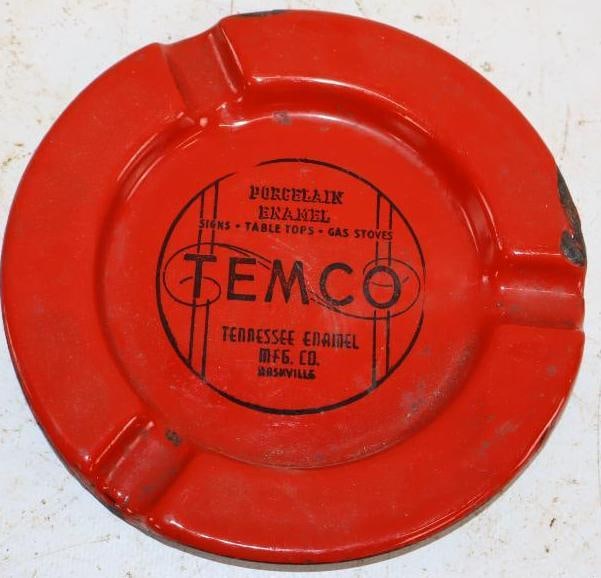 PORCELAIN
ENAMEL
SIGNS • TABLE TOPS • GAS STOVES
TEMCO
TENNESSEE ENAMEL
MFG. CO.
NASHVILLE